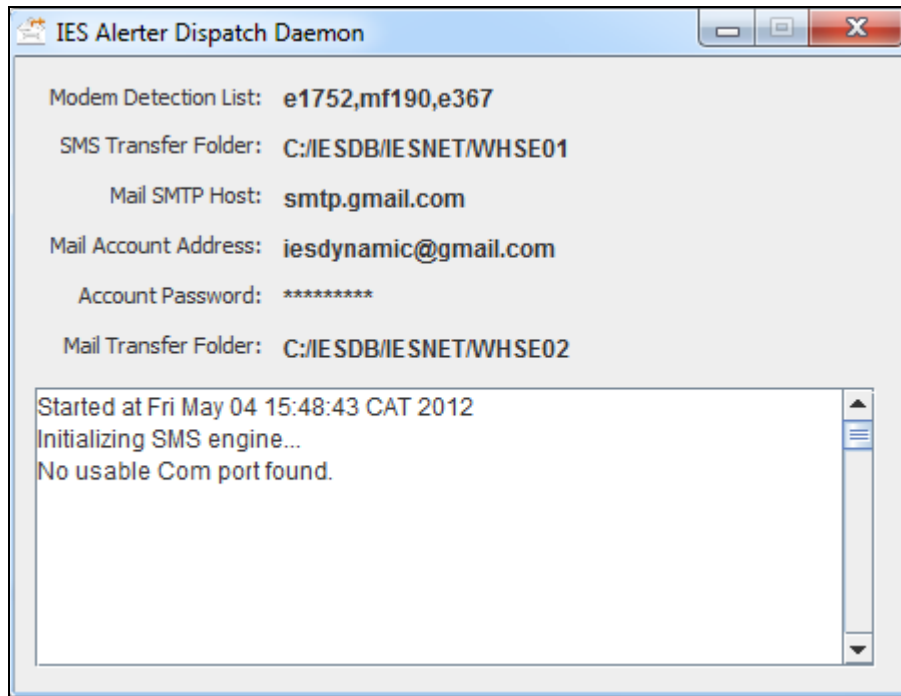 IES Alerter Dispatch Daemon
Modem Detection List: e1752,mf190,e367
SMS Transfer Folder: C:/IESDB/IESNET/WHSE01
Mail SMTP Host: smtp.gmail.com
Mail Account Address: iesdynamic@gmail.com
Account Password: *********
Mail Transfer Folder: C:/IESDB/IESNET/WHSE02
Started at Fri May 04 15:48:43 CAT 2012
Initializing SMS engine...
No usable Com port found.